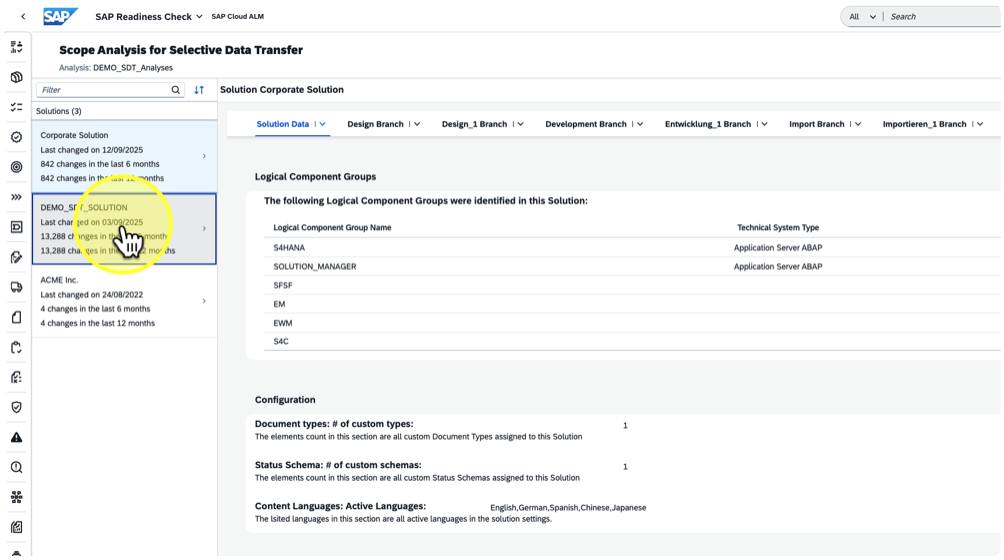 SAP
SAP Readiness Check
SAP Cloud ALM
All
Search
Scope Analysis for Selective Data Transfer
Analysis: DEMO_SDT_Analyses
Filter
Solution Corporate Solution
Solutions (3)
Corporate Solution
Last changed on 12/09/2025
842 changes in the last 6 months
842 changes in the last 12 months
DEMO_SDT_SOLUTION
Last changed on 03/09/2025
13,288 changes in the month
13,288 changes in the 2 months
ACME Inc.
Last changed on 24/08/2022
4 changes in the last 6 months
4 changes in the last 12 months
Solution Data
Design Branch
Design_1 Branch
Development Branch
Entwicklung_1 Branch
Import Branch
Importieren_1 Branch
Logical Component Groups
The following Logical Component Groups were identified in this Solution:
Logical Component Group Name Technical System Type
S4HANA Application Server ABAP
SOLUTION_MANAGER Application Server ABAP
SFSF
EM
EWM
S4C
Configuration
Document types: # of custom types: 1
The elements count in this section are all custom Document Types assigned to this Solution
Status Schema: # of custom schemas: 1
The elements count in this section are all custom Status Schemas assigned to this Solution
Content Languages: Active Languages: English,German,Spanish,Chinese,Japanese
The lsited languages in this section are all active languages in the solution settings.